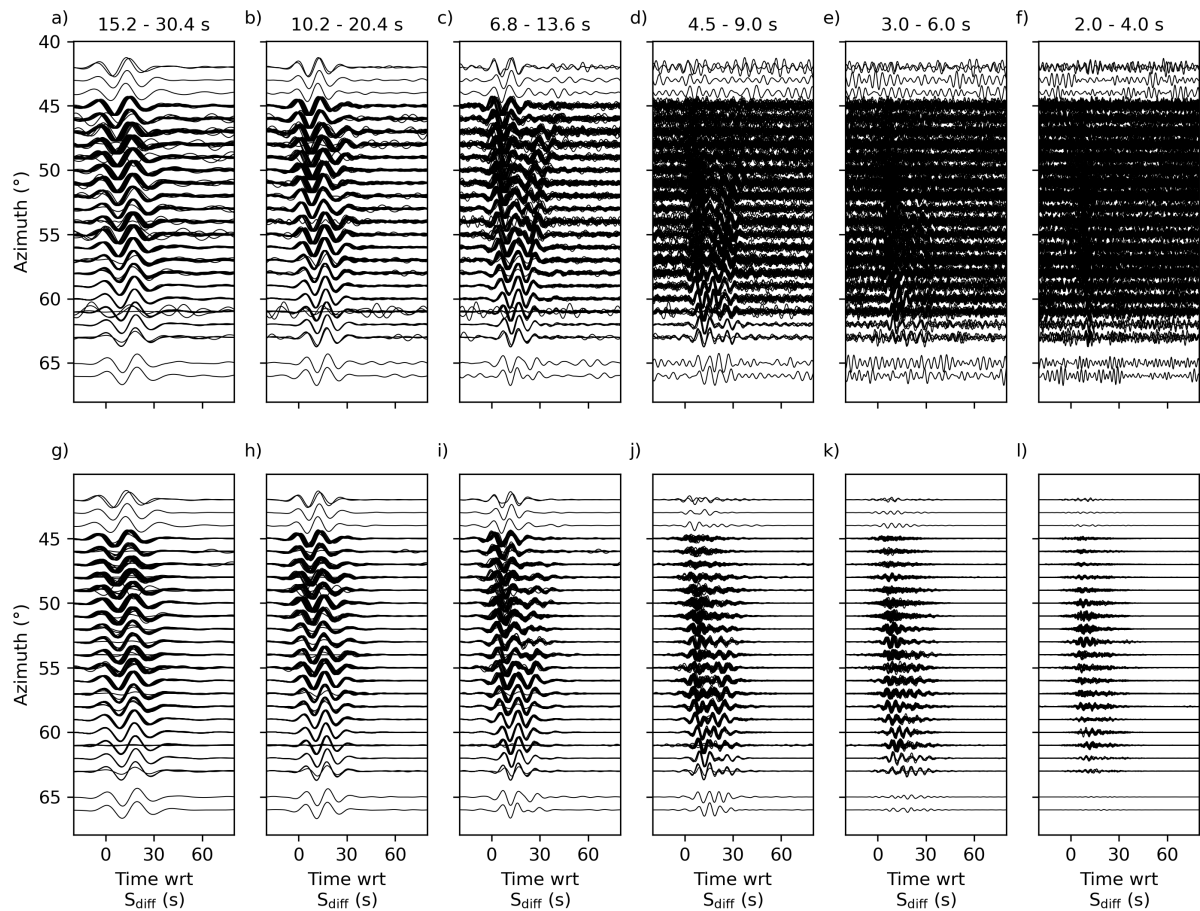 a) 15.2 - 30.4 s
b) 10.2 - 20.4 s
c) 6.8 - 13.6 s
d) 4.5 - 9.0 s
e) 3.0 - 6.0 s
f) 2.0 - 4.0 s
40
45
50
55
60
65
Azimuth (°)
g)
h)
i)
j)
k)
l)
45
50
55
60
65
Azimuth (°)
0 30 60
0 30 60
0 30 60
0 30 60
0 30 60
0 30 60
Time wrt
Sdiff (s)
Time wrt
Sdiff (s)
Time wrt
Sdiff (s)
Time wrt
Sdiff (s)
Time wrt
Sdiff (s)
Time wrt
Sdiff (s)